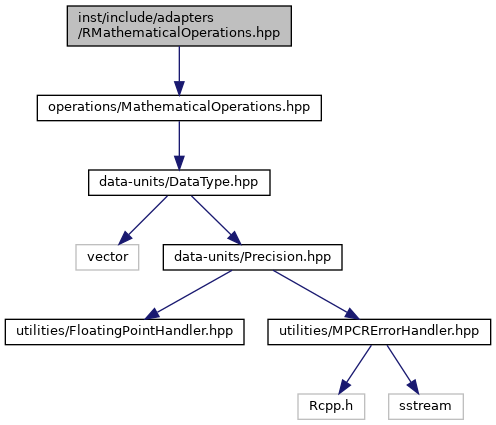 inst/include/adapters
/RMathematicalOperations.hpp
operations/MathematicalOperations.hpp
data-units/DataType.hpp
vector
data-units/Precision.hpp
utilities/FloatingPointHandler.hpp
utilities/MPCRErrorHandler.hpp
Rcpp.h
sstream